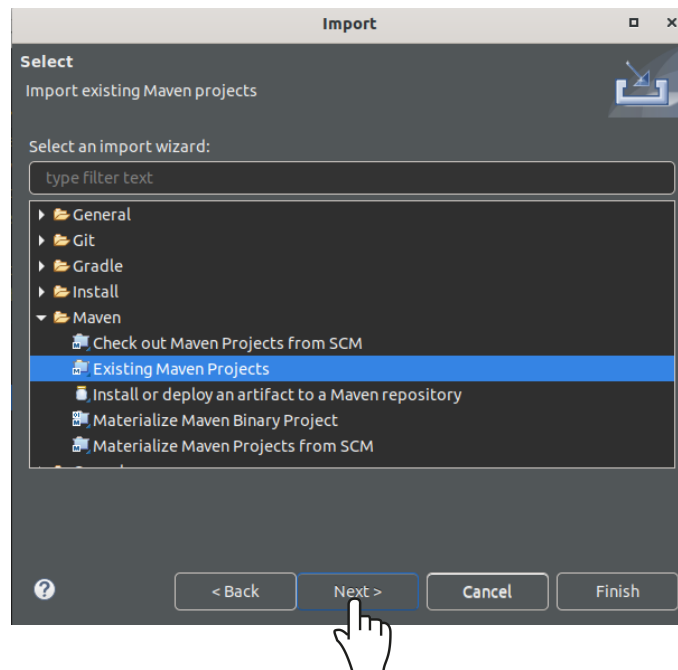 Import
Select
Import existing Maven projects
Select an import wizard:
type filter text
General
Git
Gradle
Install
Maven
Check out Maven Projects from SCM
Existing Maven Projects
Install or deploy an artifact to a Maven repository
Materialize Maven Binary Project
Materialize Maven Projects from SCM
< Back Next > Cancel Finish